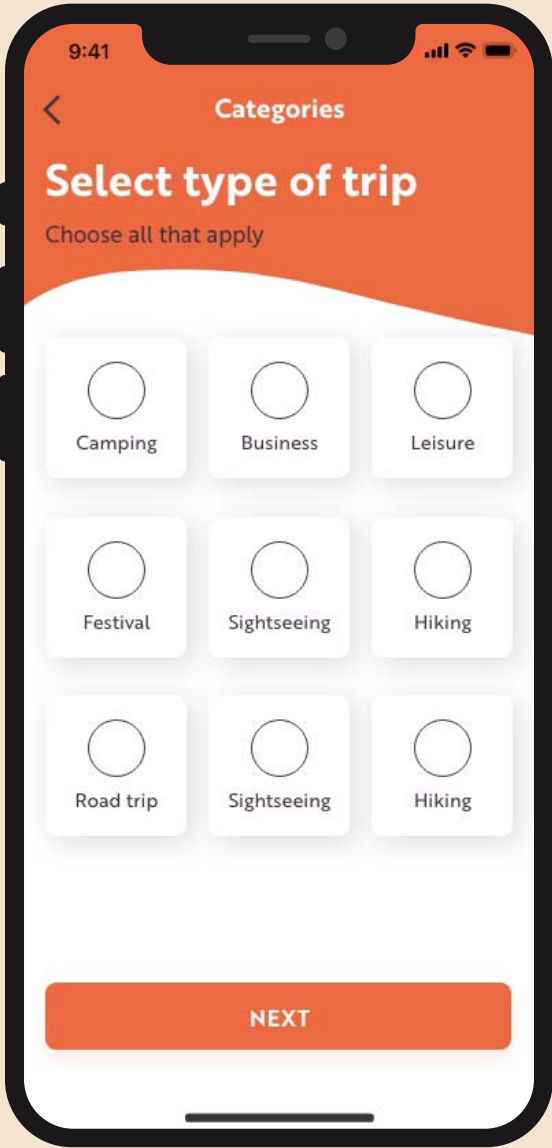 9:41
Categories
Select type of trip
Choose all that apply
Camping Business Leisure
Festival Sightseeing Hiking
Road trip Sightseeing Hiking
NEXT